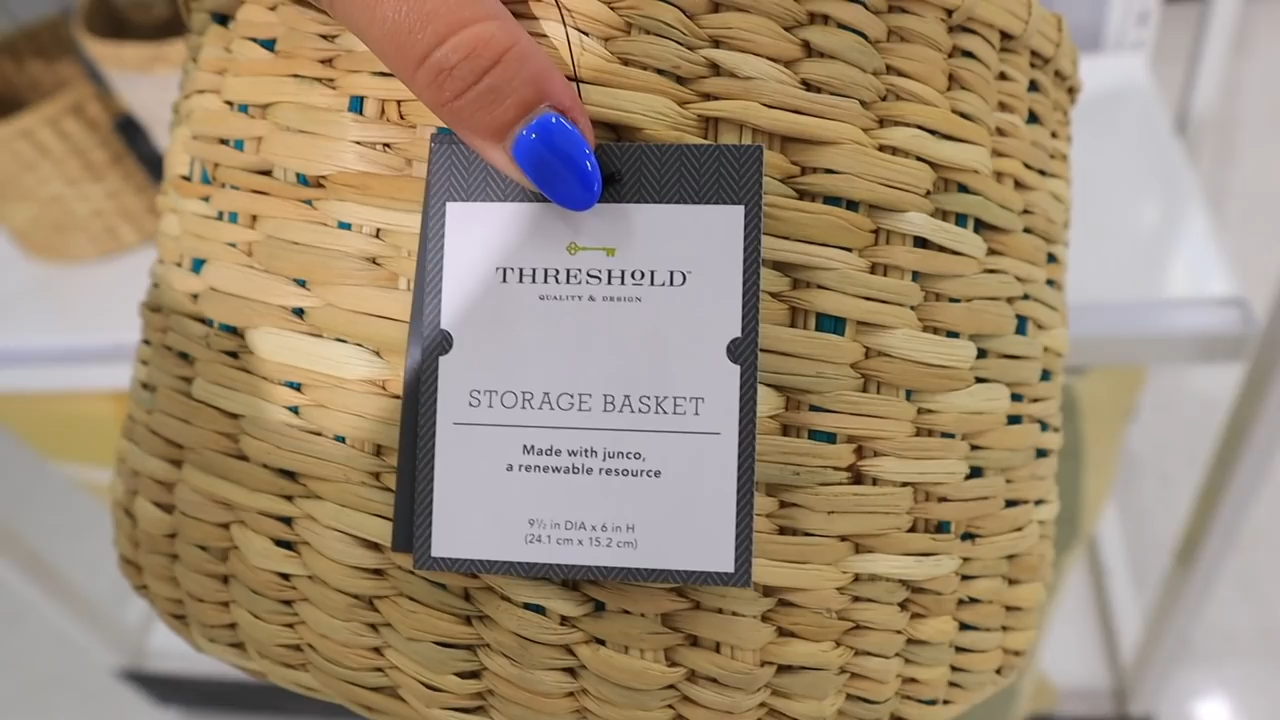 THRESHOLD™
QUALITY & DESIGN
STORAGE BASKET
Made with junco,
a renewable resource
9½ in DIA x 6 in H
(24.1 cm x 15.2 cm)